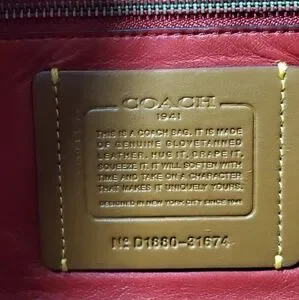 COACH
1941
THIS IS A COACH BAG. IT IS MADE
OF GENUINE GLOVETANNED
LEATHER. HUG IT, DRAPE IT,
SQUEEZE IT. IT WILL SOFTEN WITH
TIME AND TAKE ON A CHARACTER
THAT MAKES IT UNIQUELY YOURS.
DESIGNED IN NEW YORK CITY SINCE 1941
Nº D1880-31674